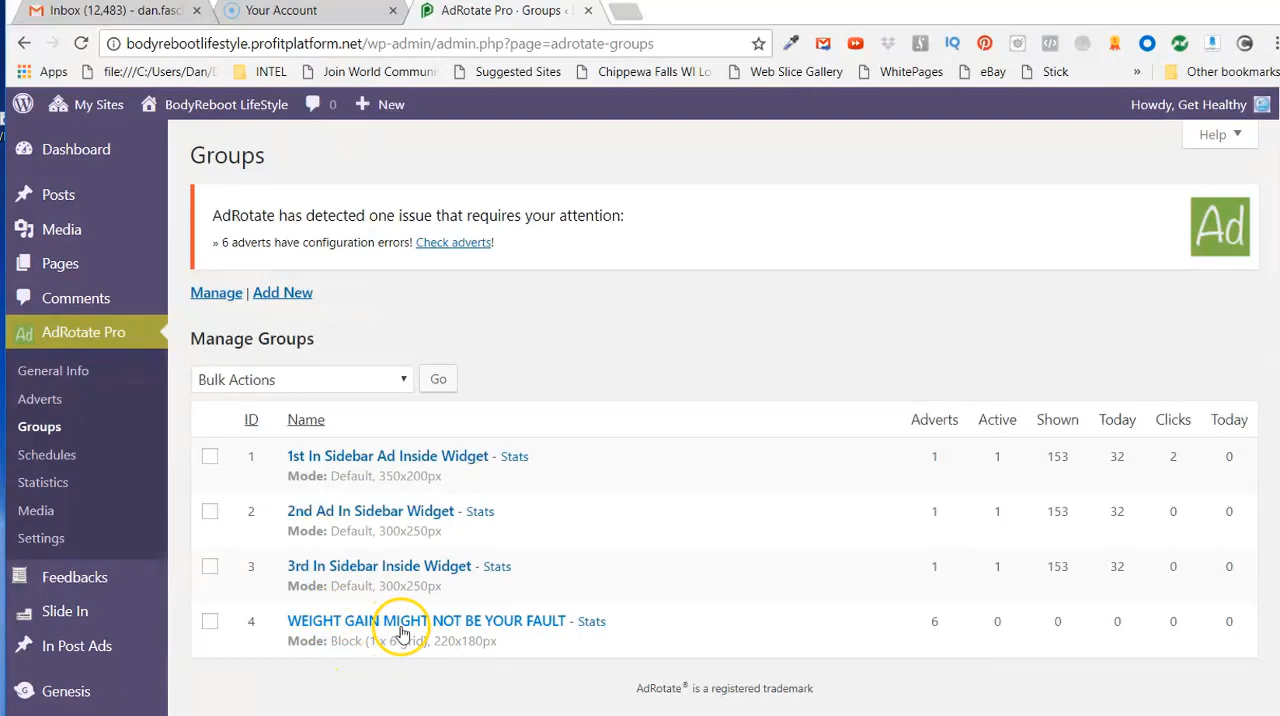 Inbox (12,483) - dan.fasc
Your Account
AdRotate Pro · Groups ‹
bodyrebootlifestyle.profitplatform.net/wp-admin/admin.php?page=adrotate-groups
Apps
file:///C:/Users/Dan/
INTEL
Join World Communi
Suggested Sites
Chippewa Falls WI Lo
Web Slice Gallery
WhitePages
eBay
Stick
»
Other bookmarks
My Sites
BodyReboot LifeStyle
0
New
Howdy, Get Healthy
Help
Dashboard
Posts
Media
Pages
Comments
Ad AdRotate Pro
General Info
Adverts
Groups
Schedules
Statistics
Media
Settings
Feedbacks
Slide In
In Post Ads
Genesis
Groups
AdRotate has detected one issue that requires your attention:
» 6 adverts have configuration errors! Check adverts!
Ad
Manage | Add New
Manage Groups
Bulk Actions
Go
ID Name Adverts Active Shown Today Clicks Today
1 1st In Sidebar Ad Inside Widget - Stats 1 1 153 32 2 0
Mode: Default, 350x200px
2 2nd Ad In Sidebar Widget - Stats 1 1 153 32 0 0
Mode: Default, 300x250px
3 3rd In Sidebar Inside Widget - Stats 1 1 153 32 0 0
Mode: Default, 300x250px
4 WEIGHT GAIN MIGHT NOT BE YOUR FAULT - Stats 6 0 0 0 0 0
Mode: Block (1 x 6 grid), 220x180px
AdRotate® is a registered trademark